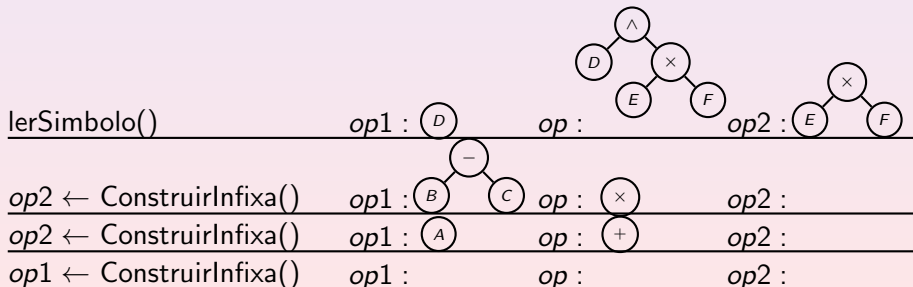 ∧
D ×
E F ×
lerSimbolo() op1 : D op : op2 : E F
−
op2 ← ConstruirInfixa() op1 : B C op : × op2 :
op2 ← ConstruirInfixa() op1 : A op : + op2 :
op1 ← ConstruirInfixa() op1 : op : op2 :